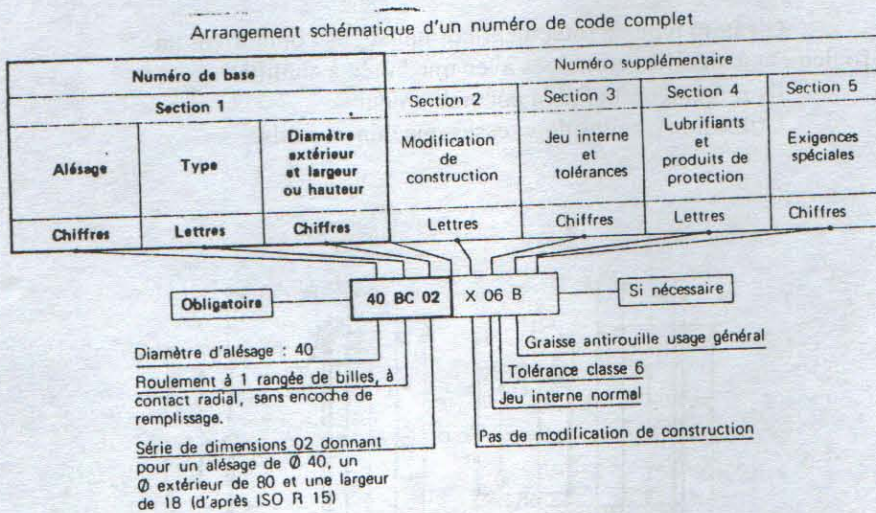 Arrangement schématique d'un numéro de code complet
Numéro de base
Numéro supplémentaire
Section 1
Section 2
Section 3
Section 4
Section 5
Alésage
Type
Diamètre
extérieur
et largeur
ou hauteur
Modification
de
construction
Jeu interne
et
tolérances
Lubrifiants
et
produits de
protection
Exigences
spéciales
Chiffres
Lettres
Chiffres
Lettres
Chiffres
Lettres
Chiffres
Obligatoire
40 BC 02
X 06 B
Si nécessaire
Diamètre d'alésage : 40
Roulement à 1 rangée de billes, à
contact radial, sans encoche de
remplissage.
Série de dimensions 02 donnant
pour un alésage de Ø 40, un
Ø extérieur de 80 et une largeur
de 18 (d'après ISO R 15)
Graisse antirouille usage général
Tolérance classe 6
Jeu interne normal
Pas de modification de construction